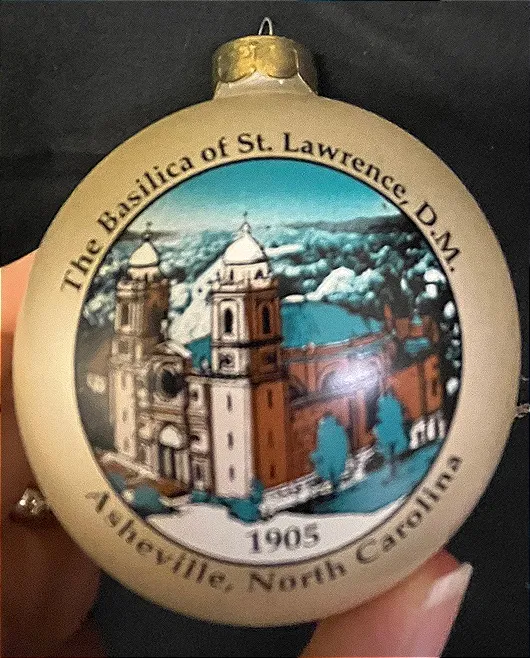 The Basilica of St. Lawrence, D.M.
1905
Asheville, North Carolina